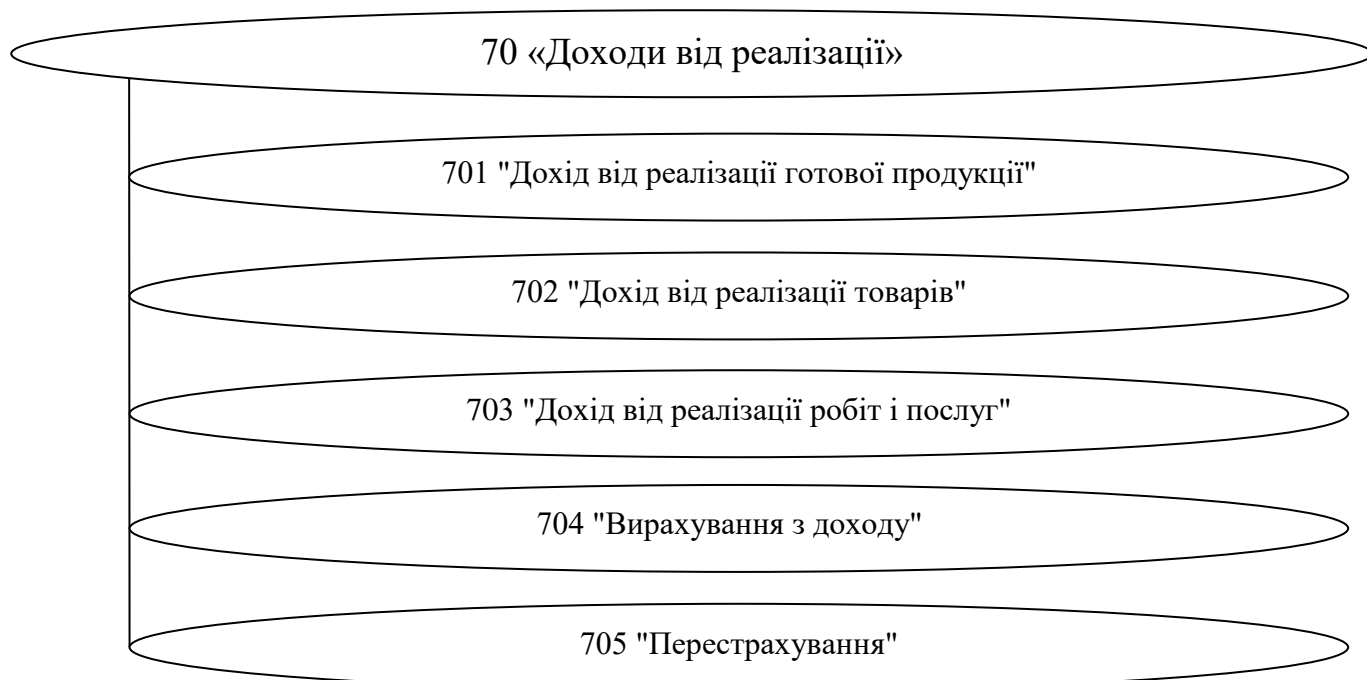 70 «Доходи від реалізації»
701 "Дохід від реалізації готової продукції"
702 "Дохід від реалізації товарів"
703 "Дохід від реалізації робіт і послуг"
704 "Вирахування з доходу"
705 "Перестрахування"